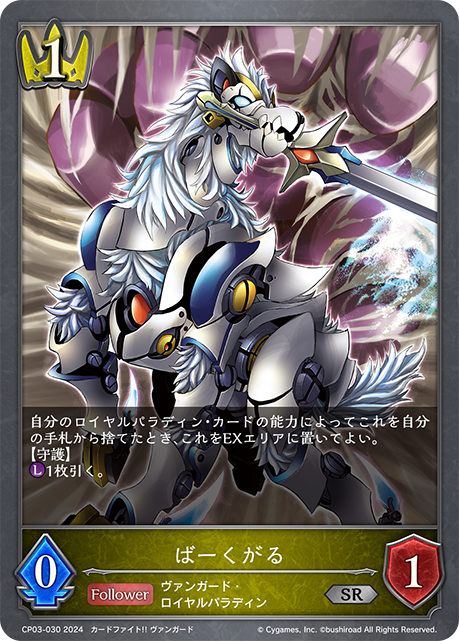 1
自分のロイヤルパラディン・カードの能力によってこれを自分
の手札から捨てたとき、これをEXエリアに置いてよい。
【守護】
L 1枚引く。
ばーくがる
0
Follower
ヴァンガード・
ロイヤルパラディン
SR
1
CP03-030 2024 カードファイト!! ヴァンガード
© Cygames, Inc. ©bushiroad All Rights Reserved.